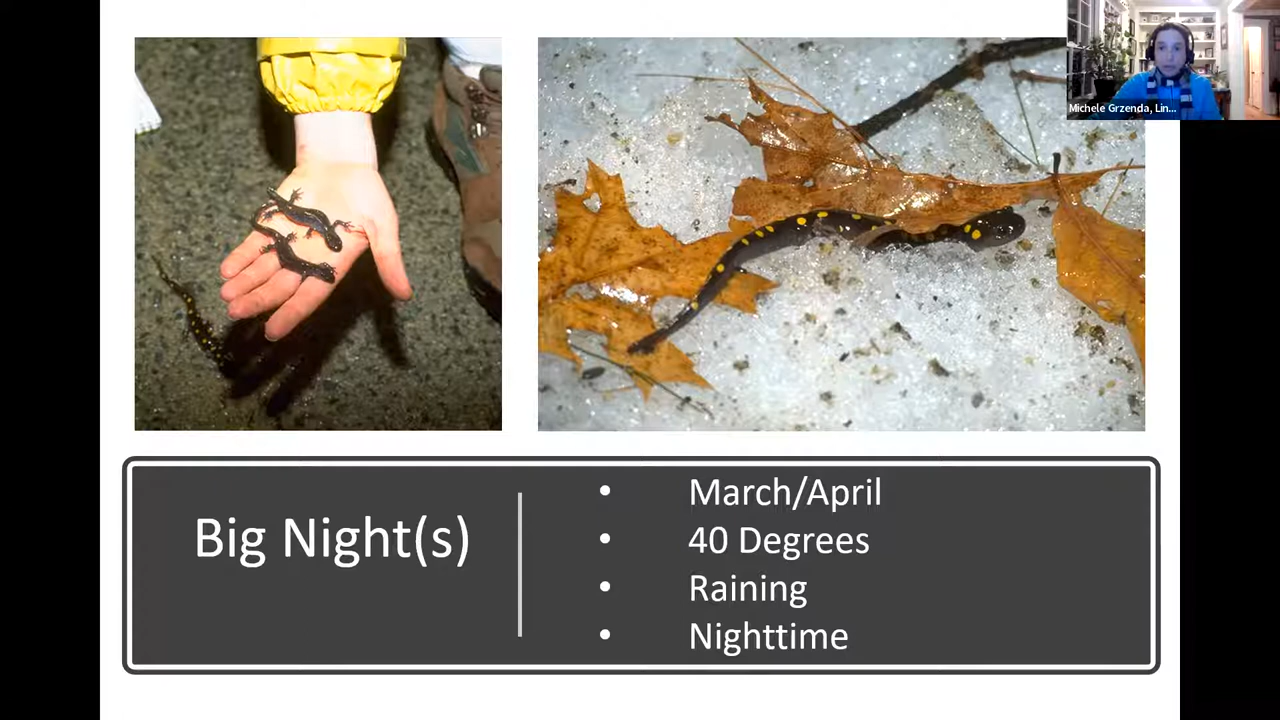 Michele Grzenda, Lin...
Big Night(s)
• March/April
• 40 Degrees
• Raining
• Nighttime